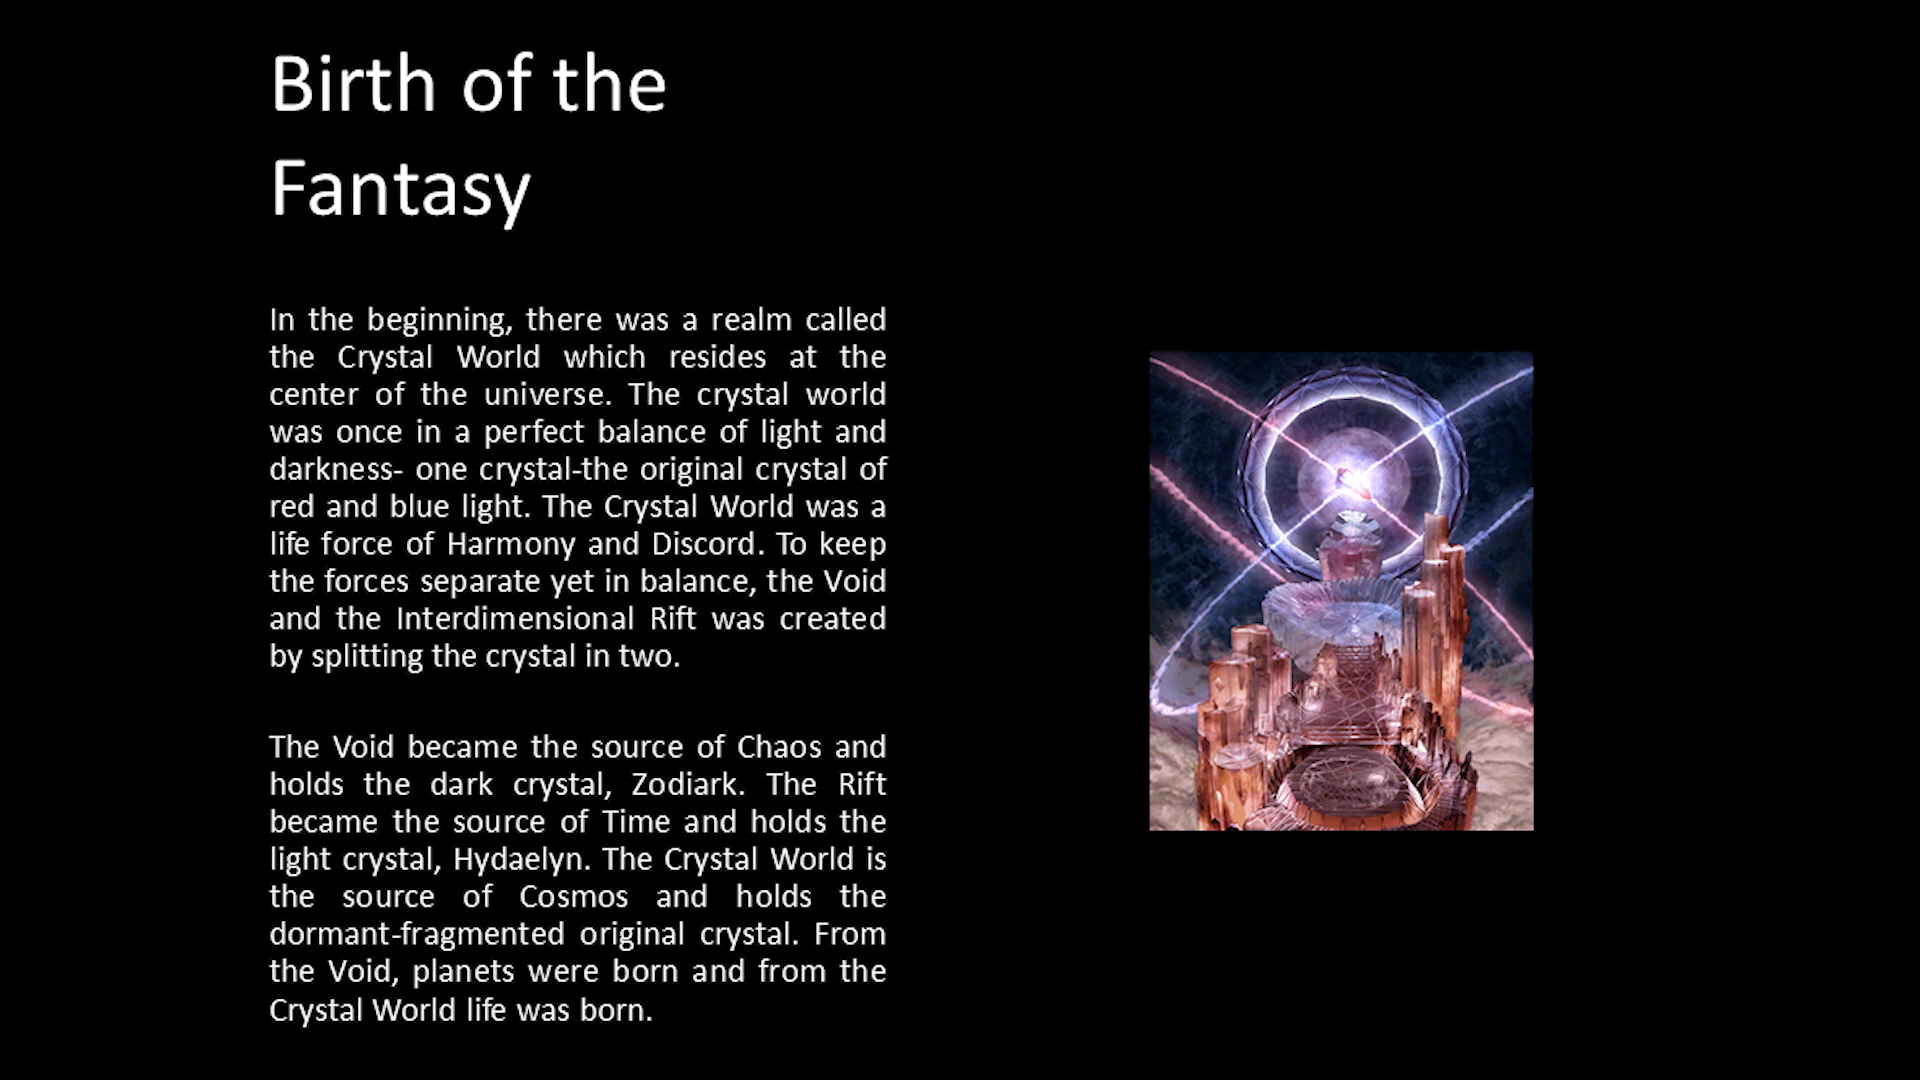 Birth of the
Fantasy
In the beginning, there was a realm called
the Crystal World which resides at the
center of the universe. The crystal world
was once in a perfect balance of light and
darkness- one crystal-the original crystal of
red and blue light. The Crystal World was a
life force of Harmony and Discord. To keep
the forces separate yet in balance, the Void
and the Interdimensional Rift was created
by splitting the crystal in two.
The Void became the source of Chaos and
holds the dark crystal, Zodiark. The Rift
became the source of Time and holds the
light crystal, Hydaelyn. The Crystal World is
the source of Cosmos and holds the
dormant-fragmented original crystal. From
the Void, planets were born and from the
Crystal World life was born.